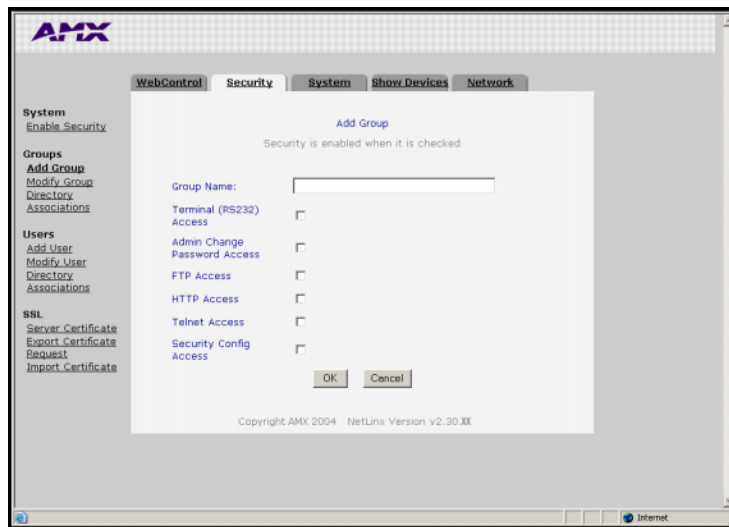 AMX
WebControl Security System Show Devices Network
System
Enable Security
Groups
Add Group
Modify Group
Directory
Associations
Users
Add User
Modify User
Directory
Associations
SSL
Server Certificate
Export Certificate
Request
Import Certificate
Add Group
Security is enabled when it is checked
Group Name:
Terminal (RS232)
Access
Admin Change
Password Access
FTP Access
HTTP Access
Telnet Access
Security Config
Access
OK Cancel
Copyright AMX 2004 NetLinx Version v2.30.XX
Internet